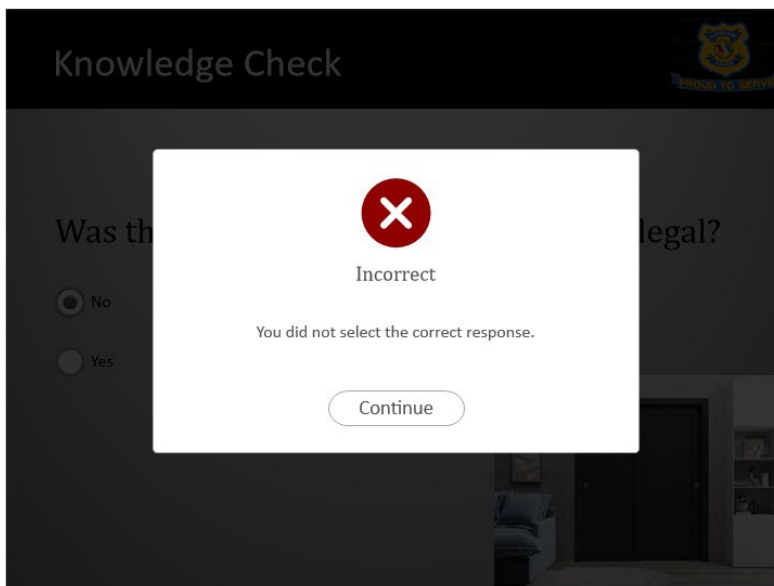 Knowledge Check
PROUD TO SERVE
Was th
legal?
Incorrect
No
You did not select the correct response.
Yes
Continue